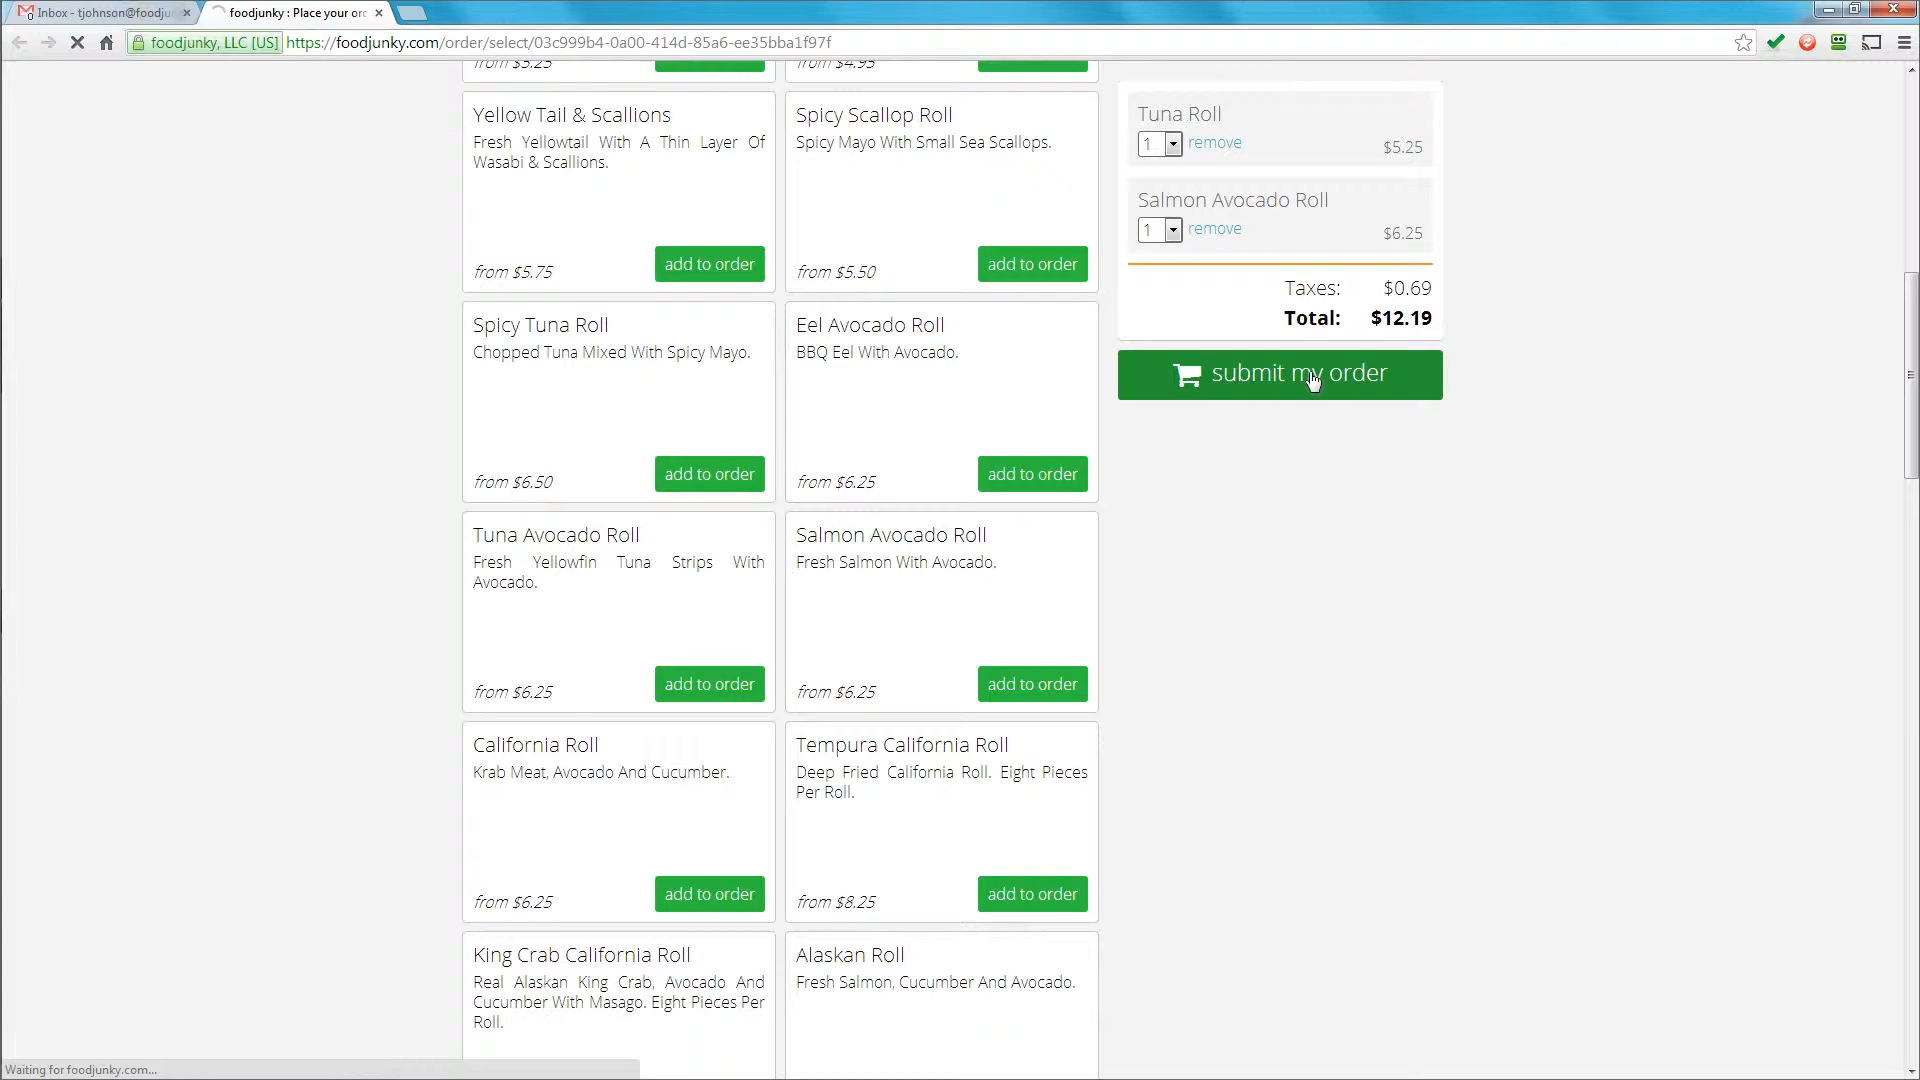 Inbox - tjohnson@foodju
foodjunky : Place your or
foodjunky, LLC [US]
https://foodjunky.com/order/select/03c999b4-0a00-414d-85a6-ee35bba1f97f
from $5.25
from $4.95
Yellow Tail & Scallions
Fresh Yellowtail With A Thin Layer Of
Wasabi & Scallions.
from $5.75
add to order
Spicy Scallop Roll
Spicy Mayo With Small Sea Scallops.
from $5.50
add to order
Spicy Tuna Roll
Chopped Tuna Mixed With Spicy Mayo.
from $6.50
add to order
Eel Avocado Roll
BBQ Eel With Avocado.
from $6.25
add to order
Tuna Avocado Roll
Fresh Yellowfin Tuna Strips With
Avocado.
from $6.25
add to order
Salmon Avocado Roll
Fresh Salmon With Avocado.
from $6.25
add to order
California Roll
Krab Meat, Avocado And Cucumber.
from $6.25
add to order
Tempura California Roll
Deep Fried California Roll. Eight Pieces
Per Roll.
from $8.25
add to order
King Crab California Roll
Real Alaskan King Crab, Avocado And
Cucumber With Masago. Eight Pieces Per
Roll.
Alaskan Roll
Fresh Salmon, Cucumber And Avocado.
Tuna Roll
1 remove $5.25
Salmon Avocado Roll
1 remove $6.25
Taxes: $0.69
Total: $12.19
submit my order
Waiting for foodjunky.com...